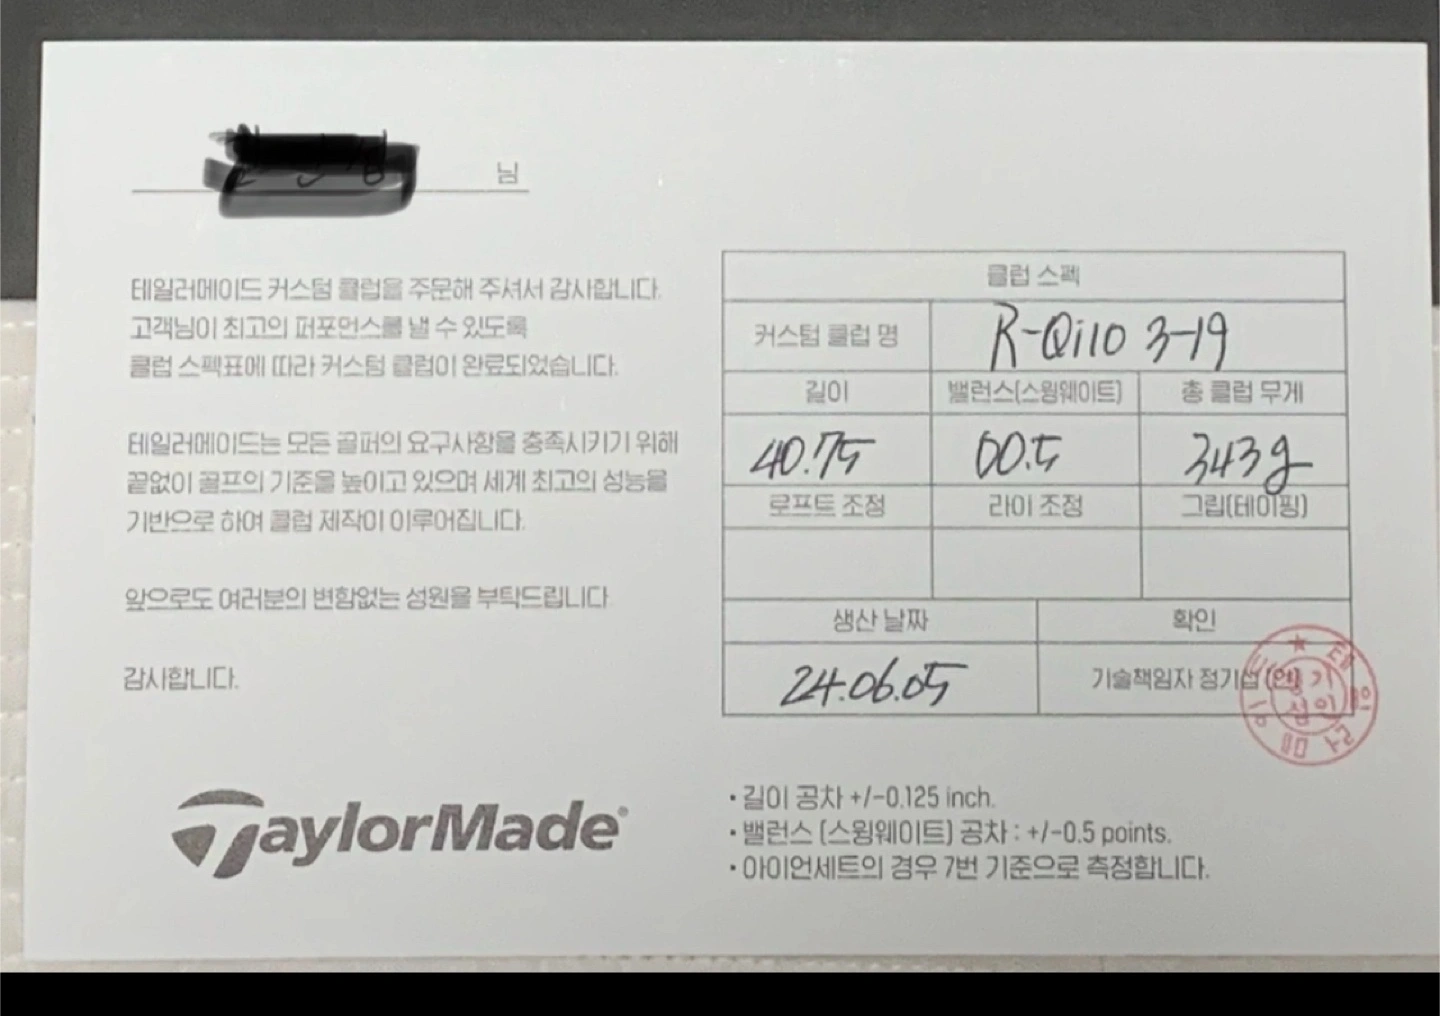 님
테일러메이드 커스텀 클럽을 주문해 주셔서 감사합니다.
고객님이 최고의 퍼포먼스를 낼 수 있도록
클럽 스펙표에 따라 커스텀 클럽이 완료되었습니다.
테일러메이드는 모든 골퍼의 요구사항을 충족시키기 위해
끝없이 골프의 기준을 높이고 있으며 세계 최고의 성능을
기반으로 하여 클럽 제작이 이루어집니다.
앞으로도 여러분의 변함없는 성원을 부탁드립니다
감사합니다.
TaylorMade
클럽 스펙
커스텀 클럽 명 R-Qi10 3-19
길이 밸런스(스윙웨이트) 총 클럽 무게
40.75 D0.5 343g
로프트 조정 라이 조정 그립(테이핑)
생산 날짜 확인
24.06.05 기술책임자 정기섭 (인)
• 길이 공차 +/-0.125 inch.
• 밸런스 (스윙웨이트) 공차 : +/-0.5 points.
• 아이언세트의 경우 7번 기준으로 측정합니다.